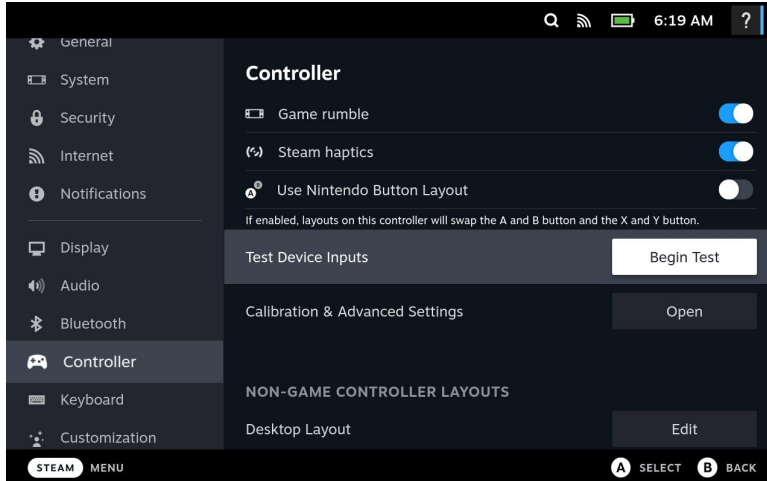 6:19 AM ?
General
System
Security
Internet
Notifications
Display
Audio
Bluetooth
Controller
Keyboard
Customization
Controller
Game rumble
Steam haptics
Use Nintendo Button Layout
If enabled, layouts on this controller will swap the A and B button and the X and Y button.
Test Device Inputs Begin Test
Calibration & Advanced Settings Open
NON-GAME CONTROLLER LAYOUTS
Desktop Layout Edit
STEAM MENU A SELECT B BACK